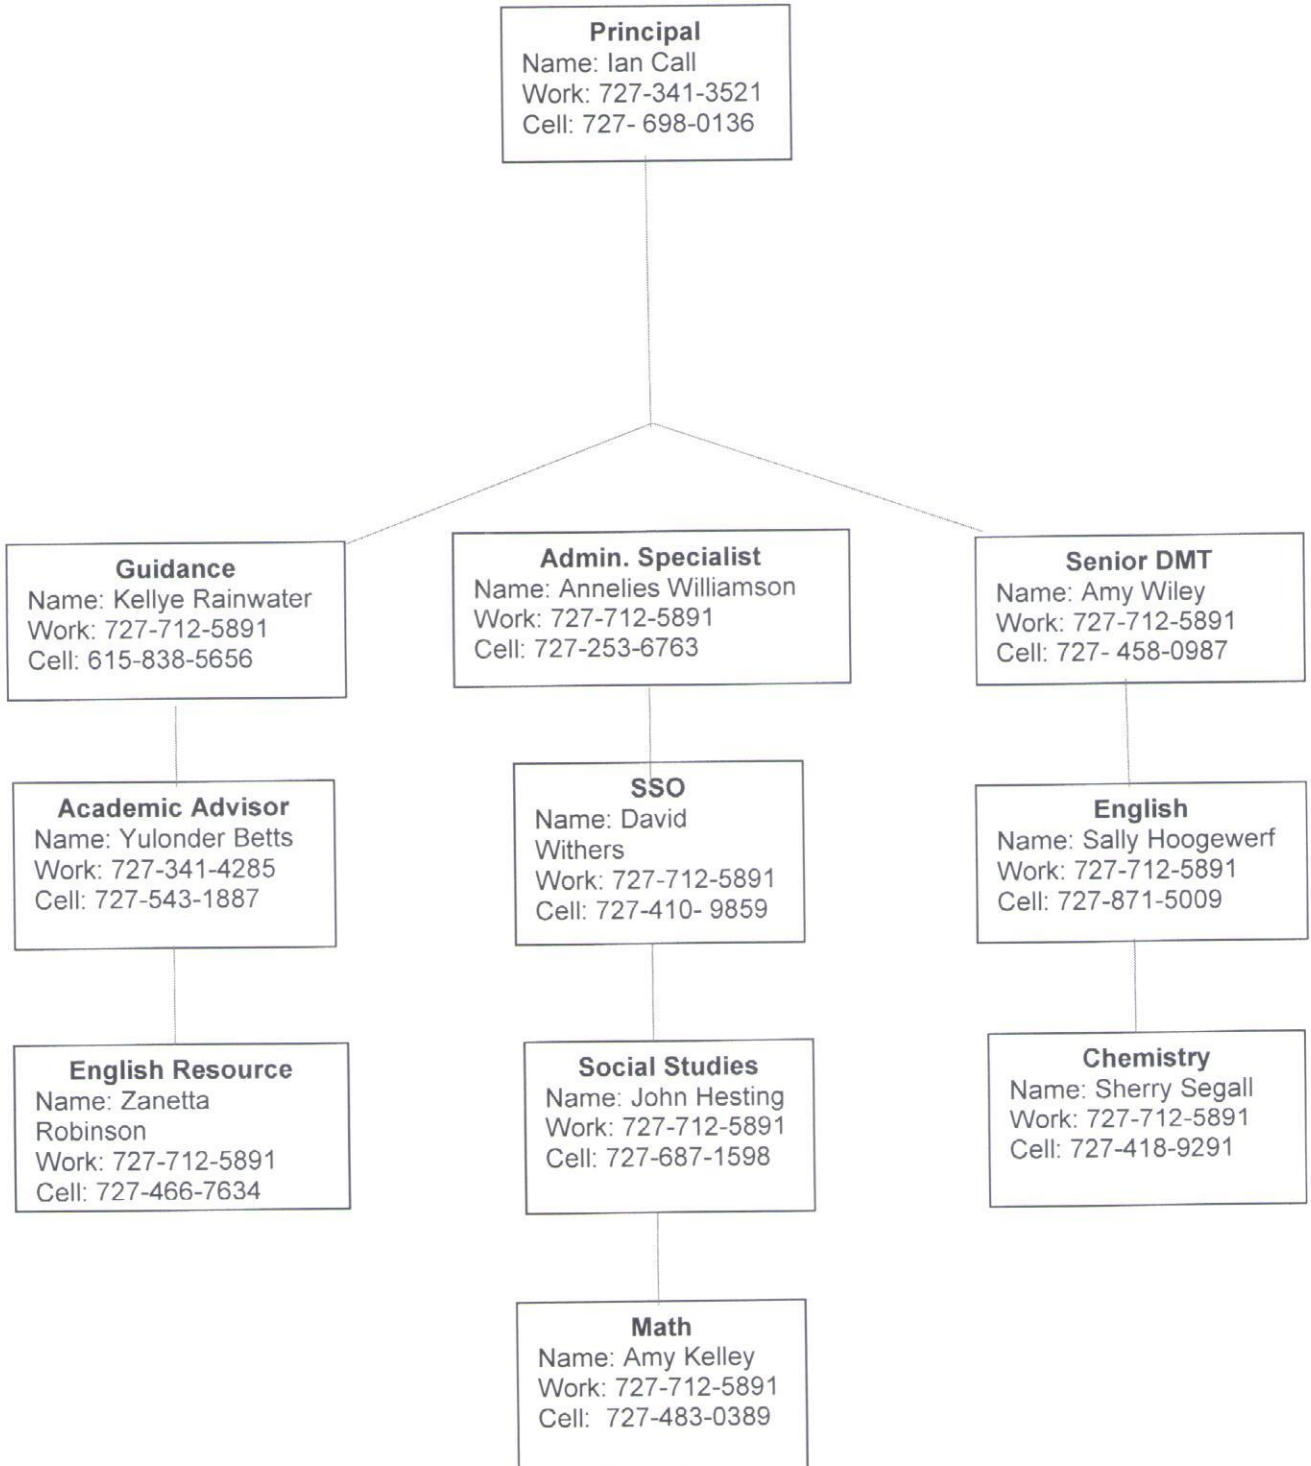 Principal
Name: Ian Call
Work: 727-341-3521
Cell: 727- 698-0136
Guidance
Name: Kellye Rainwater
Work: 727-712-5891
Cell: 615-838-5656
Admin. Specialist
Name: Annelies Williamson
Work: 727-712-5891
Cell: 727-253-6763
Senior DMT
Name: Amy Wiley
Work: 727-712-5891
Cell: 727- 458-0987
Academic Advisor
Name: Yulonder Betts
Work: 727-341-4285
Cell: 727-543-1887
SSO
Name: David
Withers
Work: 727-712-5891
Cell: 727-410- 9859
English
Name: Sally Hoogewerf
Work: 727-712-5891
Cell: 727-871-5009
English Resource
Name: Zanetta
Robinson
Work: 727-712-5891
Cell: 727-466-7634
Social Studies
Name: John Hesting
Work: 727-712-5891
Cell: 727-687-1598
Chemistry
Name: Sherry Segall
Work: 727-712-5891
Cell: 727-418-9291
Math
Name: Amy Kelley
Work: 727-712-5891
Cell:  727-483-0389